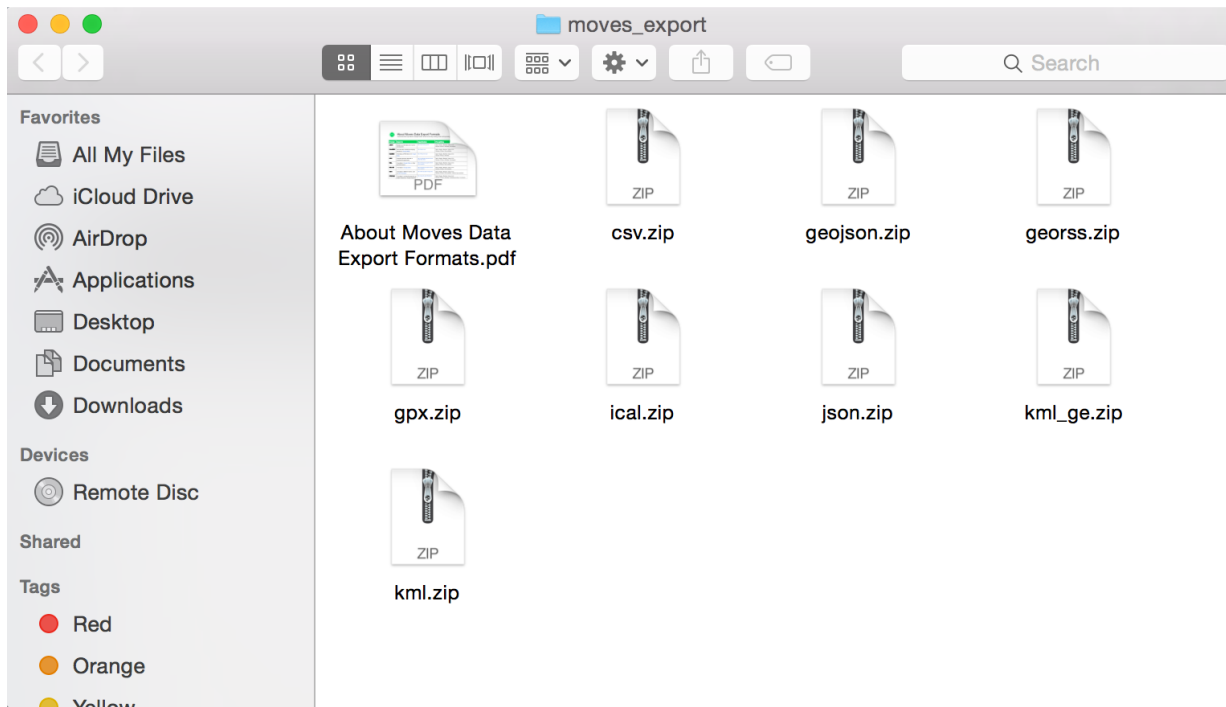 moves_export
Search
Favorites
All My Files
iCloud Drive
AirDrop
Applications
Desktop
Documents
Downloads
Devices
Remote Disc
Shared
Tags
Red
Orange
Yellow
PDF
About Moves Data
Export Formats.pdf
ZIP
csv.zip
ZIP
geojson.zip
ZIP
georss.zip
ZIP
gpx.zip
ZIP
ical.zip
ZIP
json.zip
ZIP
kml_ge.zip
ZIP
kml.zip